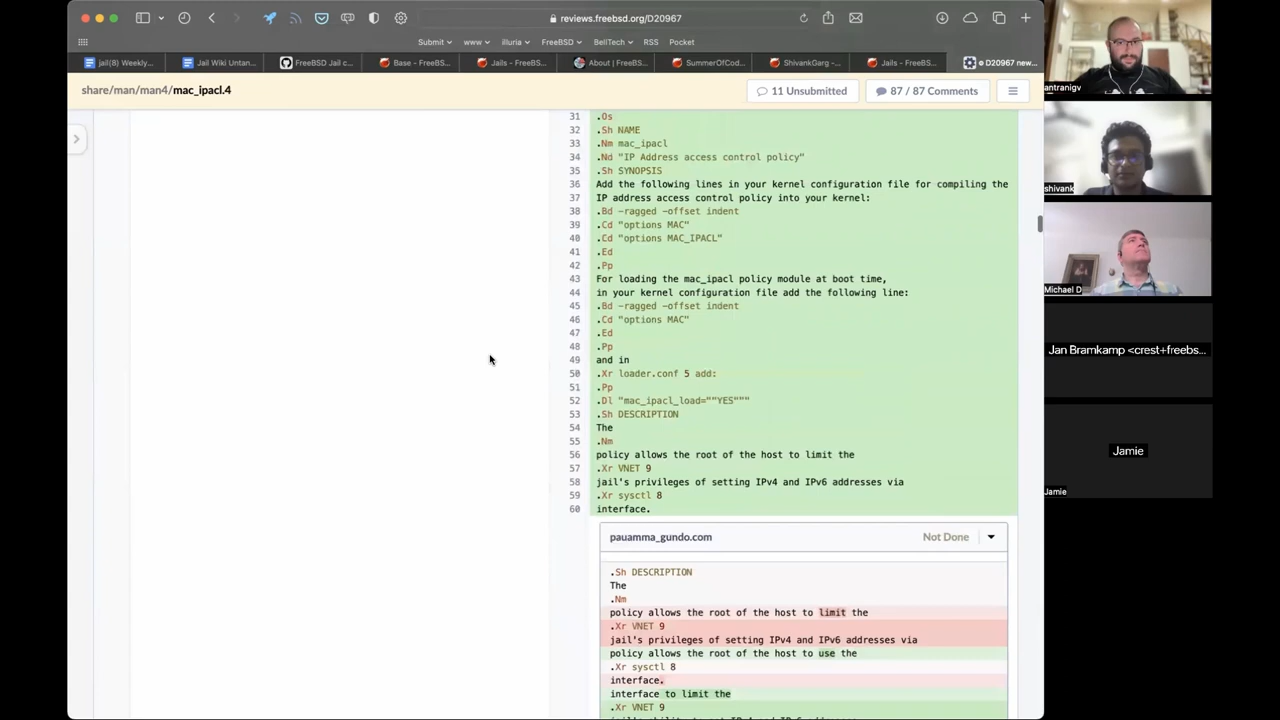 reviews.freebsd.org/D20967
Submit
www
illuria
FreeBSD
BellTech
RSS
Pocket
jail(8) Weekly...
Jail Wiki Untan...
FreeBSD Jail c...
Base - FreeBS...
Jails - FreeBS...
About | FreeBS...
SummerOfCod...
ShivankGarg -...
Jails - FreeBS...
D20967 new...
share/man/man4/mac_ipacl.4
11 Unsubmitted
87 / 87 Comments
31 .Os
32 .Sh NAME
33 .Nm mac_ipacl
34 .Nd "IP Address access control policy"
35 .Sh SYNOPSIS
36 Add the following lines in your kernel configuration file for compiling the
37 IP address access control policy into your kernel:
38 .Bd -ragged -offset indent
39 .Cd "options MAC"
40 .Cd "options MAC_IPACL"
41 .Ed
42 .Pp
43 For loading the mac_ipacl policy module at boot time,
44 in your kernel configuration file add the following line:
45 .Bd -ragged -offset indent
46 .Cd "options MAC"
47 .Ed
48 .Pp
49 and in
50 .Xr loader.conf 5 add:
51 .Pp
52 .Dl "mac_ipacl_load=""YES"""
53 .Sh DESCRIPTION
54 The
55 .Nm
56 policy allows the root of the host to limit the
57 .Xr VNET 9
58 jail's privileges of setting IPv4 and IPv6 addresses via
59 .Xr sysctl 8
60 interface.
pauamma_gundo.com
Not Done
.Sh DESCRIPTION
The
.Nm
policy allows the root of the host to limit the
.Xr VNET 9
jail's privileges of setting IPv4 and IPv6 addresses via
policy allows the root of the host to use the
.Xr sysctl 8
interface.
interface to limit the
.Xr VNET 9
antranigv
shivank
Michael D
Jan Bramkamp <crest+freebs...
Jamie
Jamie